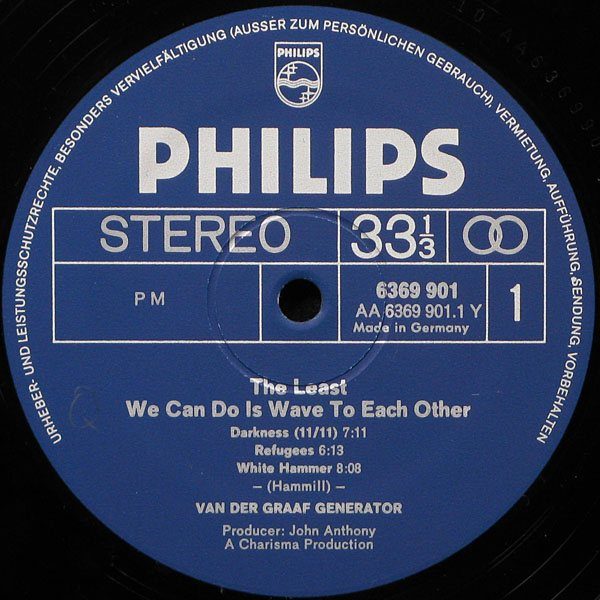 URHEBER- UND LEISTUNGSSCHUTZRECHTE, BESONDERS VERVIELFÄLTIGUNG (AUSSER ZUM PERSÖNLICHEN GEBRAUCH), VERMIETUNG, AUFFÜHRUNG, SENDUNG, VORBEHALTEN
PHILIPS
PHILIPS
STEREO 33 1/3
PM 6369 901 1
AA 6369 901.1 Y
Made in Germany
The Least
We Can Do Is Wave To Each Other
Darkness (11/11) 7:11
Refugees 6:13
White Hammer 8:08
– (Hammill) –
VAN DER GRAAF GENERATOR
Producer: John Anthony
A Charisma Production